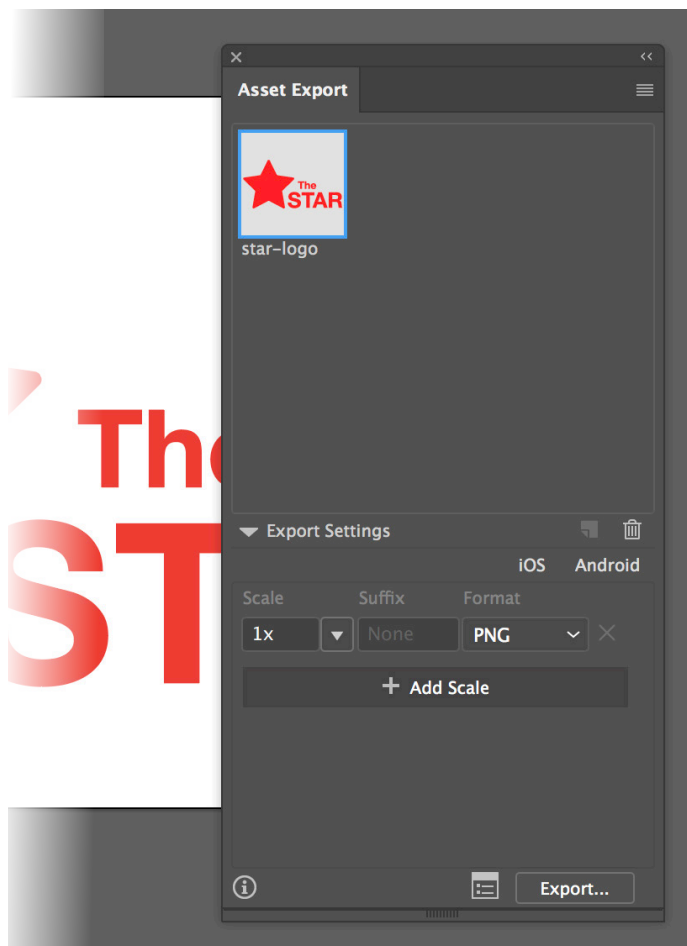 Asset Export
The
STAR
star-logo
The
ST
Export Settings
iOS Android
Scale Suffix Format
1x None PNG
+ Add Scale
Export...